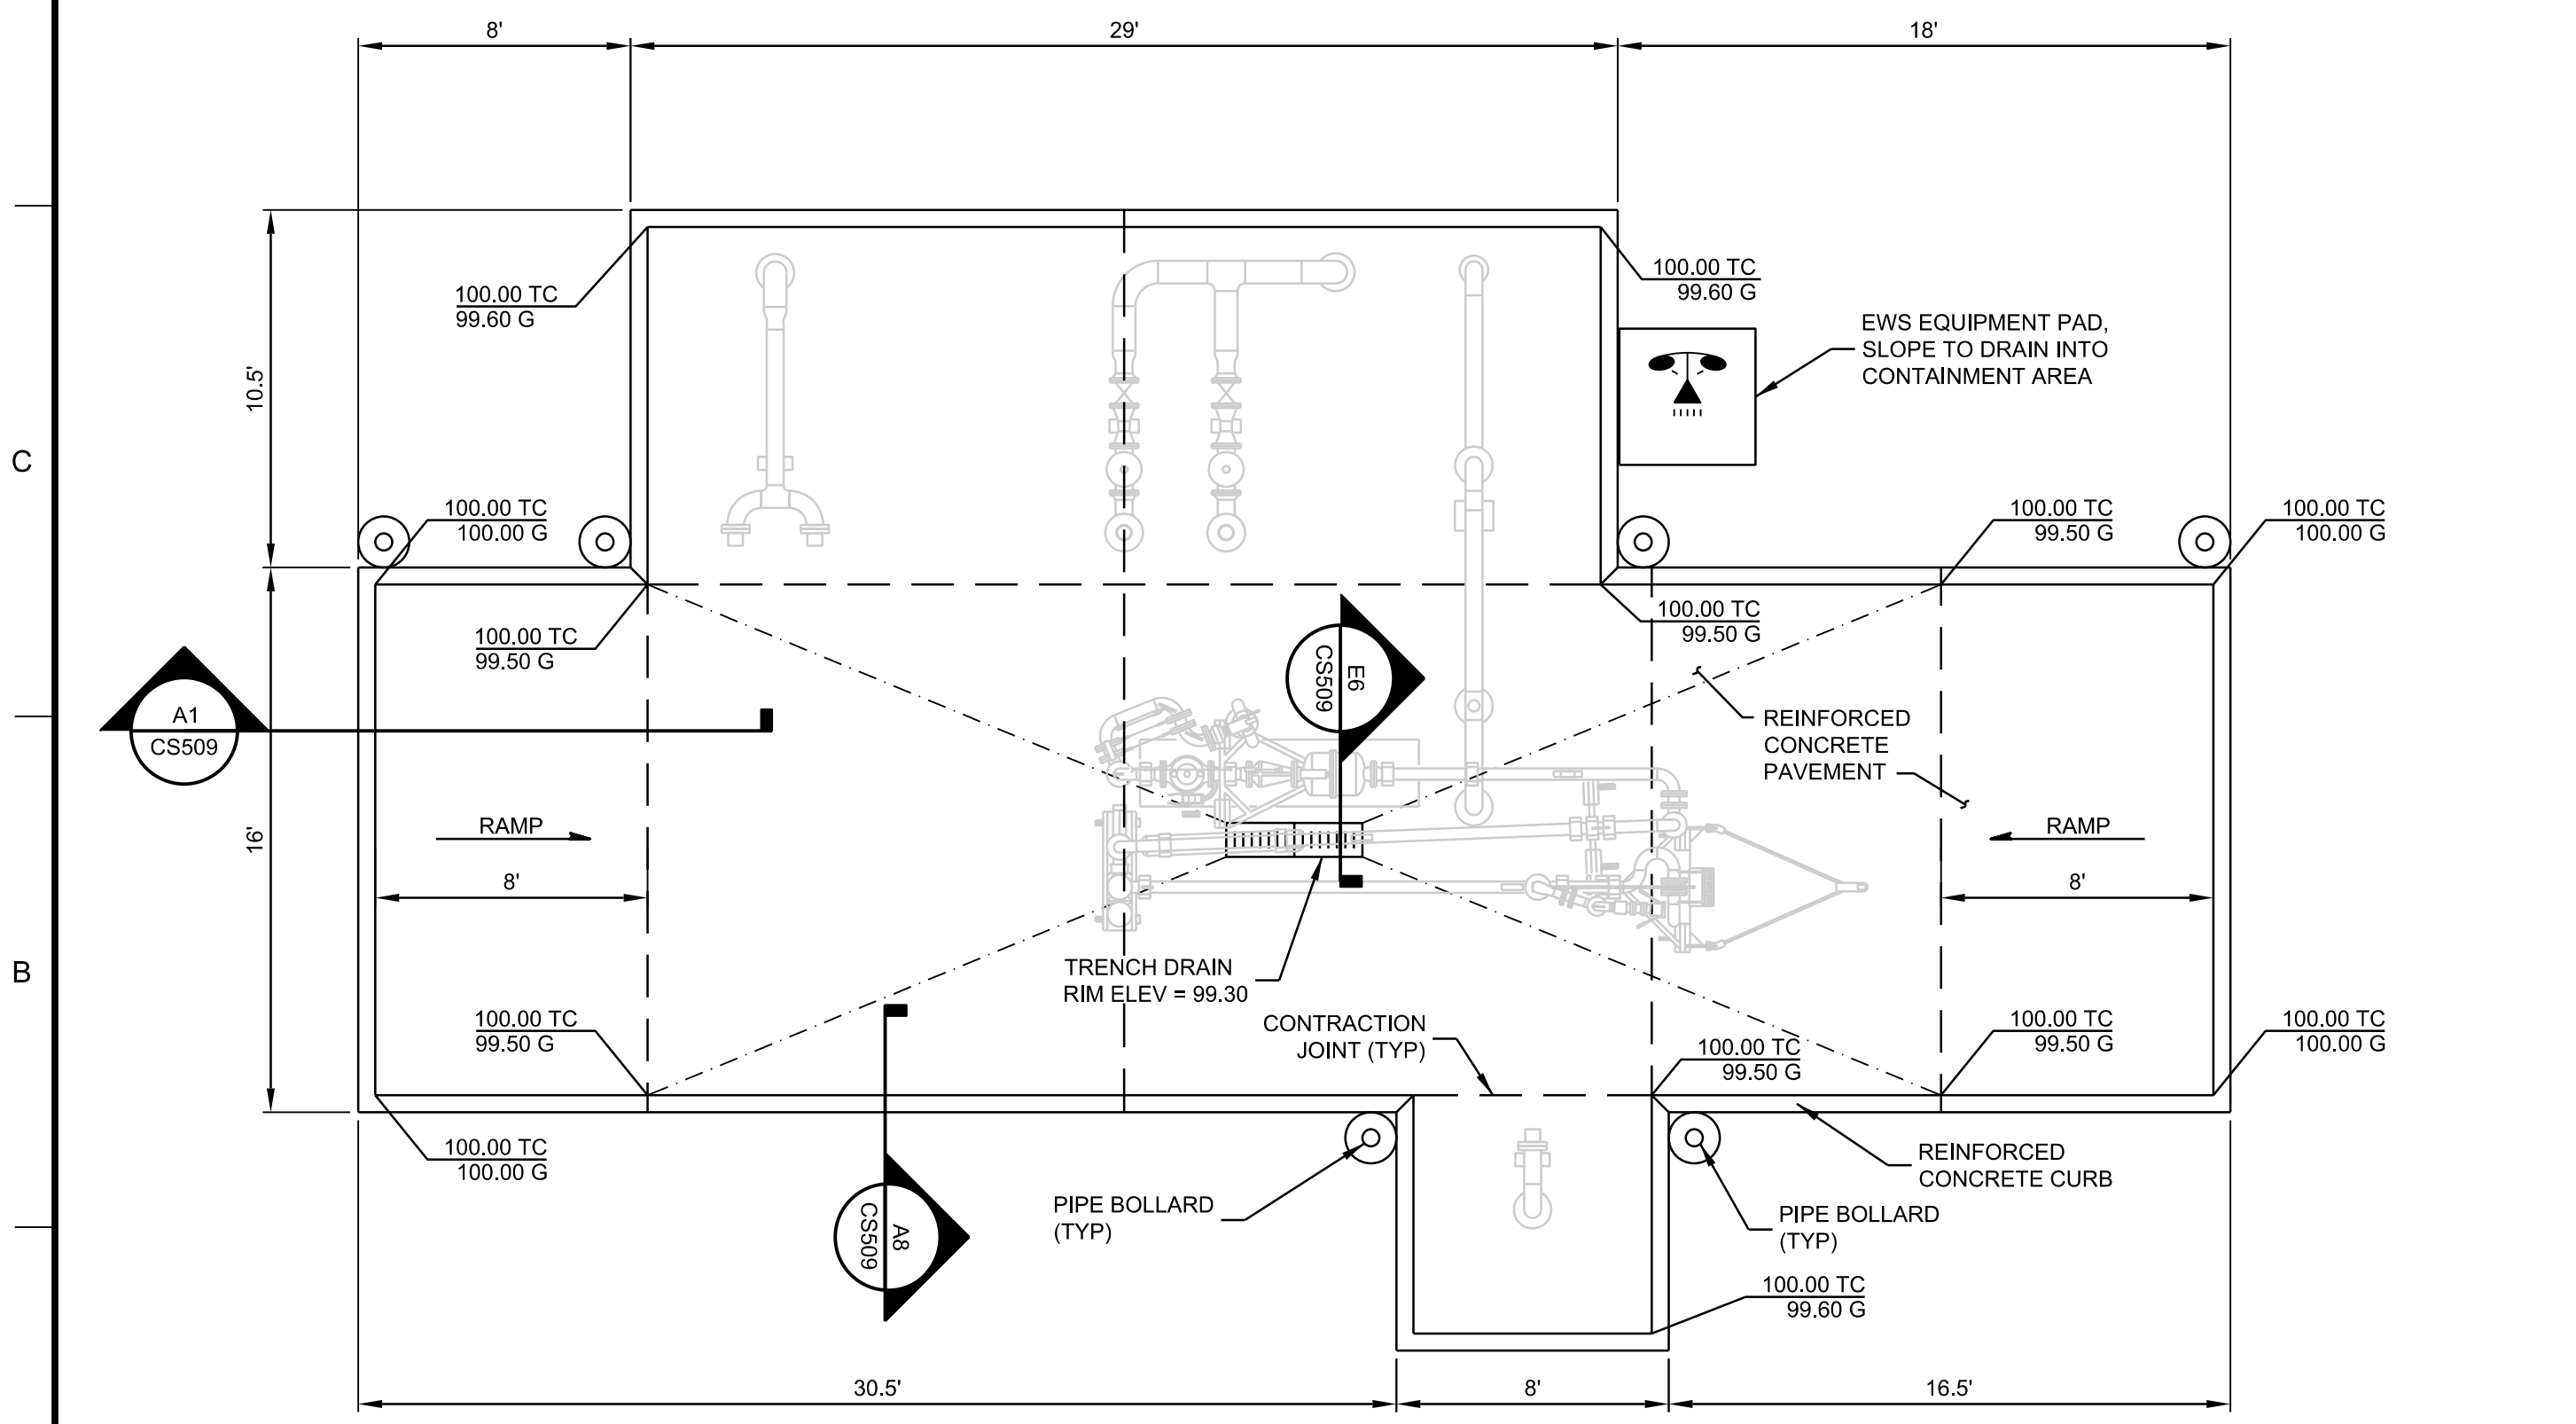 8'
29'
18'
100.00 TC
99.60 G
100.00 TC
99.60 G
EWS EQUIPMENT PAD,
SLOPE TO DRAIN INTO
CONTAINMENT AREA
10.5'
C
100.00 TC
100.00 G
100.00 TC
99.50 G
100.00 TC
100.00 G
100.00 TC
99.50 G
100.00 TC
99.50 G
E6
CS509
A1
CS509
REINFORCED
CONCRETE
PAVEMENT
16'
RAMP
RAMP
8'
8'
B
TRENCH DRAIN
RIM ELEV = 99.30
CONTRACTION
JOINT (TYP)
100.00 TC
99.50 G
100.00 TC
99.50 G
100.00 TC
99.50 G
100.00 TC
100.00 G
100.00 TC
100.00 G
REINFORCED
CONCRETE CURB
A8
CS509
PIPE BOLLARD
(TYP)
PIPE BOLLARD
(TYP)
100.00 TC
99.60 G
30.5'
8'
16.5'